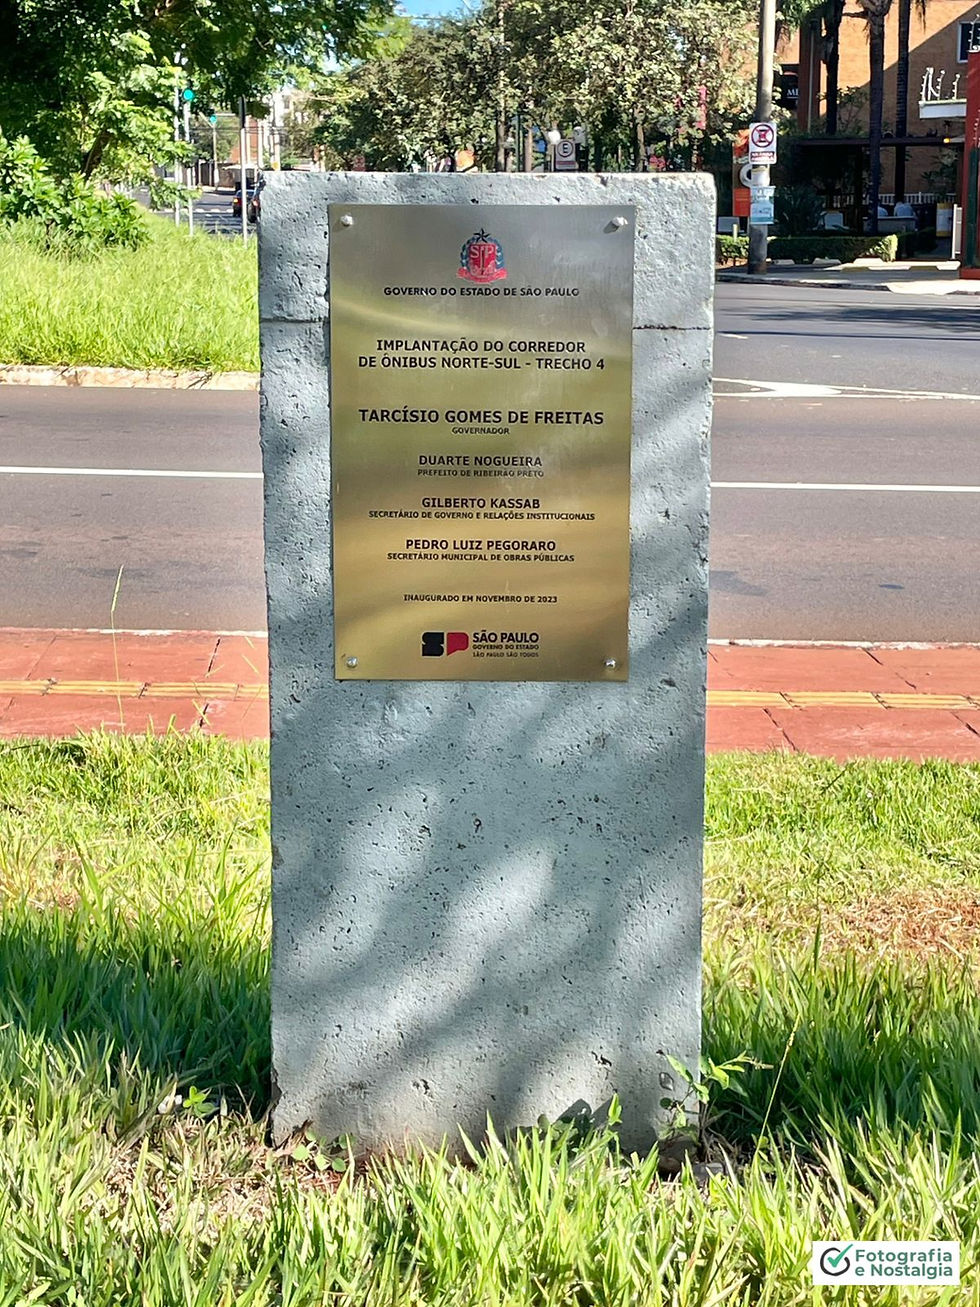 GOVERNO DO ESTADO DE SÃO PAULO
IMPLANTAÇÃO DO CORREDOR
DE ÔNIBUS NORTE-SUL - TRECHO 4
TARCÍSIO GOMES DE FREITAS
GOVERNADOR
DUARTE NOGUEIRA
PREFEITO DE RIBEIRÃO PRETO
GILBERTO KASSAB
SECRETÁRIO DE GOVERNO E RELAÇÕES INSTITUCIONAIS
PEDRO LUIZ PEGORARO
SECRETÁRIO MUNICIPAL DE OBRAS PÚBLICAS
INAUGURADO EM NOVEMBRO DE 2023
SP SÃO PAULO
GOVERNO DO ESTADO
SÃO PAULO SÃO TODOS
Fotografia
e Nostalgia